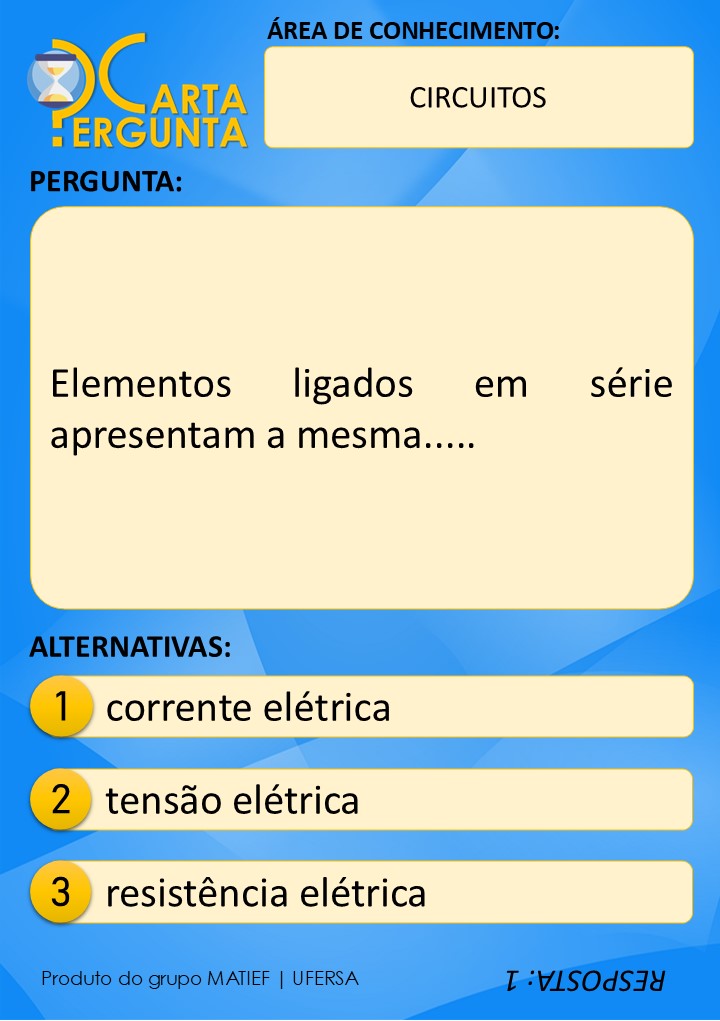 ÁREA DE CONHECIMENTO:
CARTA
PERGUNTA
CIRCUITOS
PERGUNTA:
Elementos ligados em série
apresentam a mesma.....
ALTERNATIVAS:
1 corrente elétrica
2 tensão elétrica
3 resistência elétrica
Produto do grupo MATIEF | UFERSA
RESPOSTA: 1